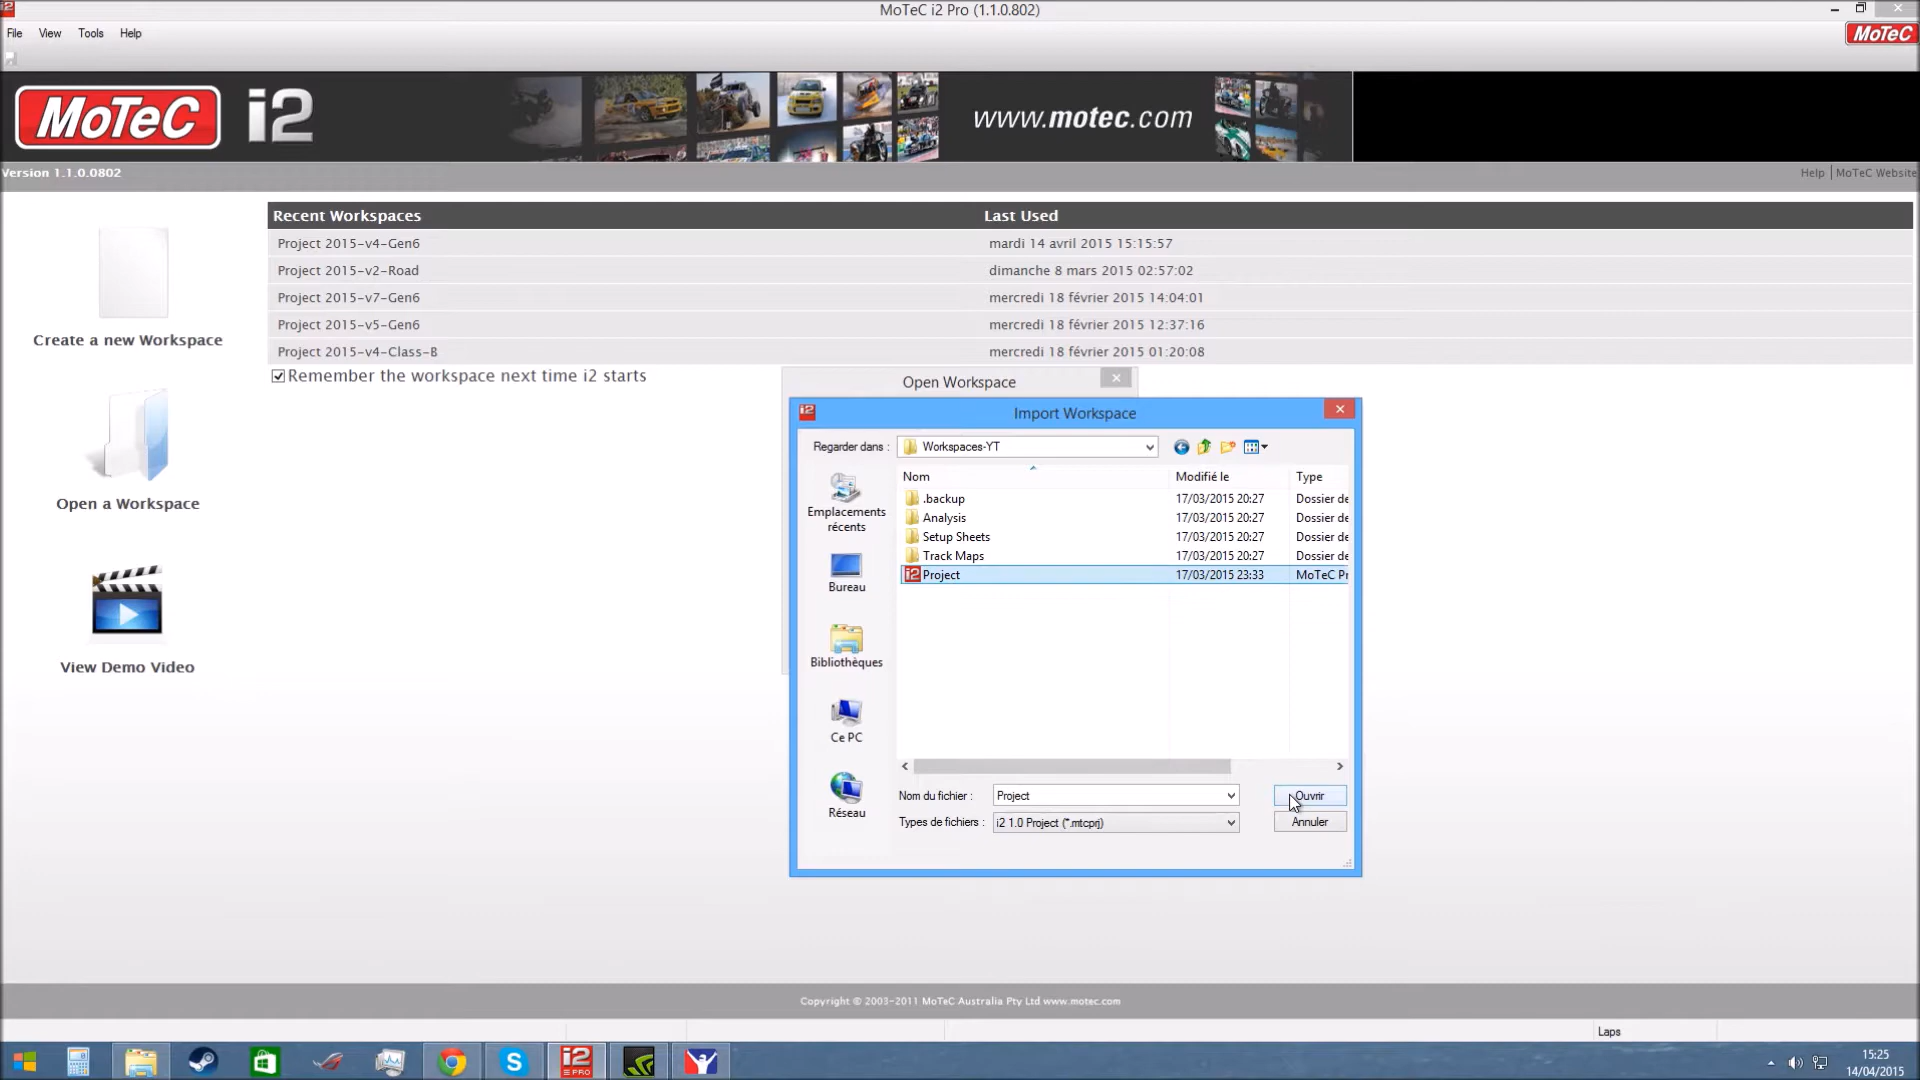 MoTeC i2 Pro (1.1.0.802)
File View Tools Help
MoTeC
MoTeC i2 www.motec.com
Version 1.1.0.0802
Help | MoTeC Website
Recent Workspaces Last Used
Project 2015-v4-Gen6 mardi 14 avril 2015 15:15:57
Project 2015-v2-Road dimanche 8 mars 2015 02:57:02
Project 2015-v7-Gen6 mercredi 18 février 2015 14:04:01
Project 2015-v5-Gen6 mercredi 18 février 2015 12:37:16
Project 2015-v4-Class-B mercredi 18 février 2015 01:20:08
Remember the workspace next time i2 starts
Create a new Workspace
Open a Workspace
View Demo Video
Open Workspace
i2 Import Workspace
Regarder dans : Workspaces-YT
Nom Modifié le Type
.backup 17/03/2015 20:27 Dossier de
Analysis 17/03/2015 20:27 Dossier de
Setup Sheets 17/03/2015 20:27 Dossier de
Track Maps 17/03/2015 20:27 Dossier de
i2 Project 17/03/2015 23:33 MoTeC Pr
Emplacements
récents
Bureau
Bibliothèques
Ce PC
Réseau
Nom du fichier : Project Ouvrir
Types de fichiers : i2 1.0 Project (*.mtcprj) Annuler
Copyright © 2003-2011 MoTeC Australia Pty Ltd www.motec.com
Laps
i2 PRO
15:25
14/04/2015